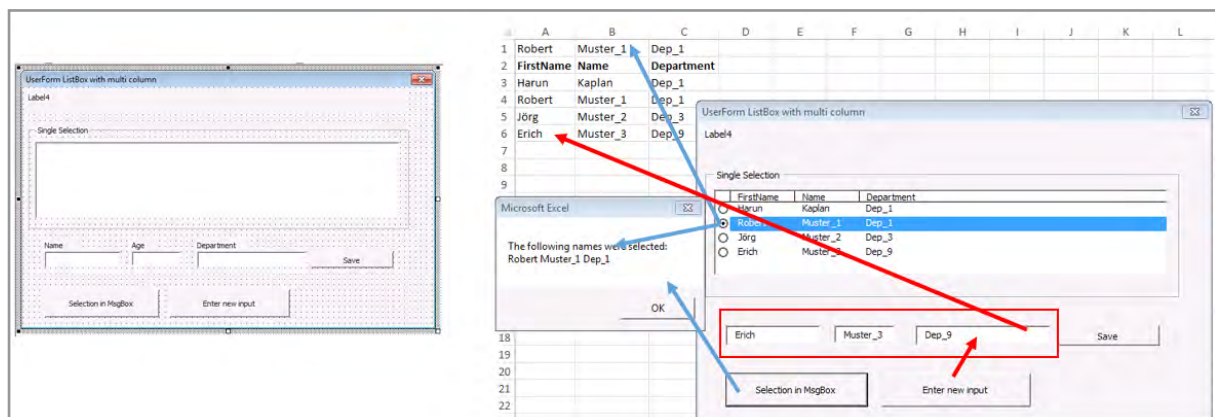 UserForm ListBox with multi column
Label4
Single Selection
Name Age Department
Save
Selection in MsgBox Enter new input
A B C D E F G H I J K L
1 Robert Muster_1 Dep_1
2 FirstName Name Department
3 Harun Kaplan Dep_1
4 Robert Muster_1 Dep_1
5 Jörg Muster_2 Dep_3
6 Erich Muster_3 Dep_9
7
8
9
18
19
20
21
22
Microsoft Excel
The following names were selected:
Robert Muster_1 Dep_1
OK
UserForm ListBox with multi column
Label4
Single Selection
FirstName Name Department
Harun Kaplan Dep_1
Robert Muster_1 Dep_1
Jörg Muster_2 Dep_3
Erich Muster_3 Dep_9
Erich Muster_3 Dep_9 Save
Selection in MsgBox Enter new input